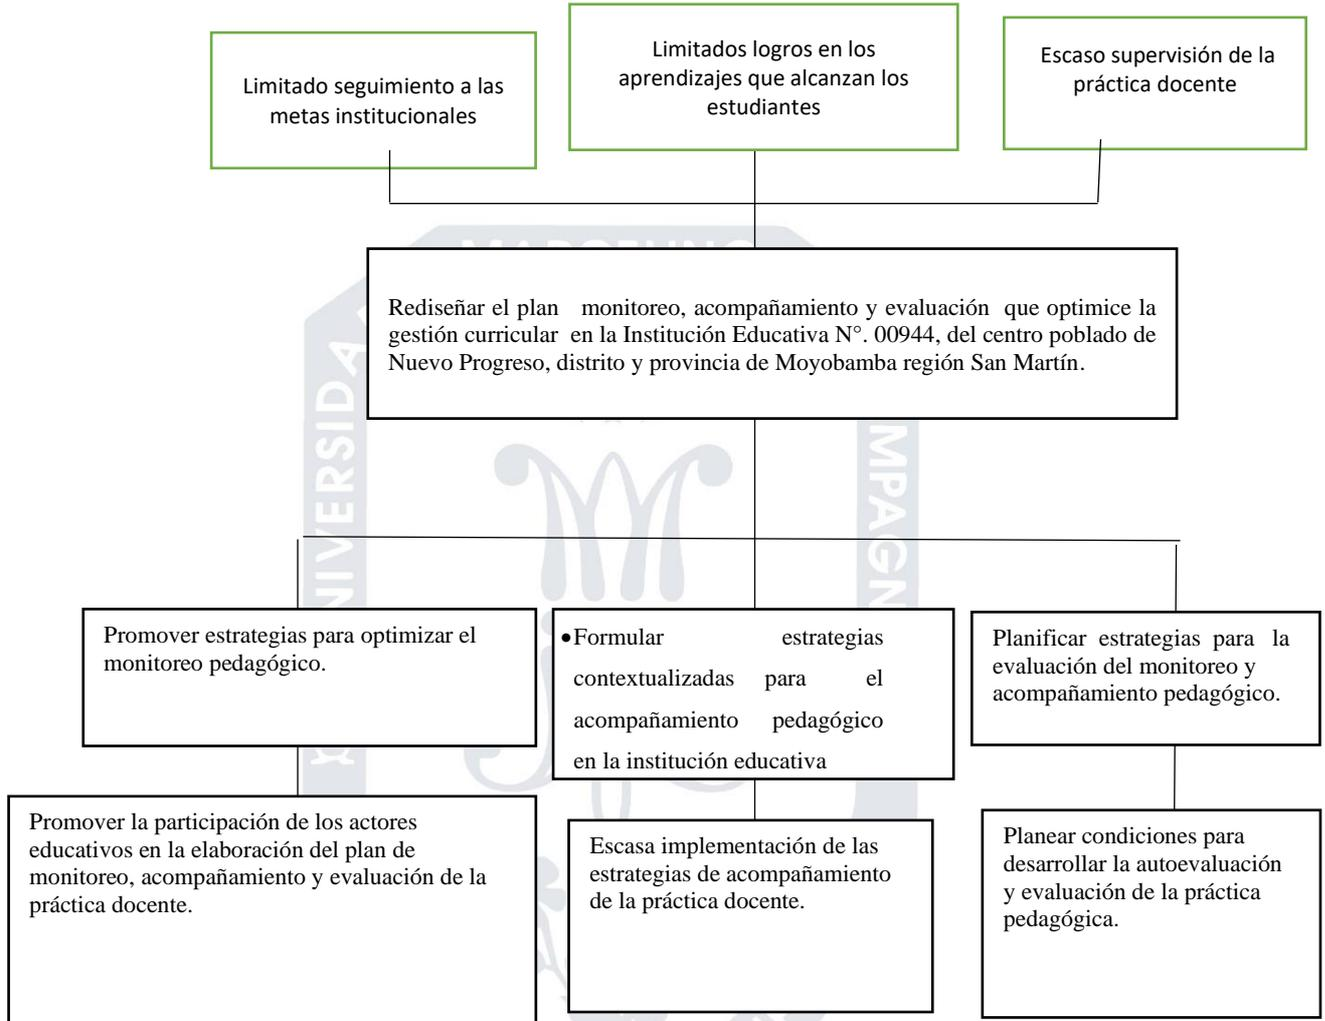 Limitado seguimiento a las
metas institucionales
Limitados logros en los
aprendizajes que alcanzan los
estudiantes
Escaso supervisión de la
práctica docente
Rediseñar el plan monitoreo, acompañamiento y evaluación que optimice la
gestión curricular en la Institución Educativa N°. 00944, del centro poblado de
Nuevo Progreso, distrito y provincia de Moyobamba región San Martín.
Promover estrategias para optimizar el
monitoreo pedagógico.
•Formular estrategias
contextualizadas para el
acompañamiento pedagógico
en la institución educativa
Planificar estrategias para la
evaluación del monitoreo y
acompañamiento pedagógico.
Promover la participación de los actores
educativos en la elaboración del plan de
monitoreo, acompañamiento y evaluación de la
práctica docente.
Escasa implementación de las
estrategias de acompañamiento
de la práctica docente.
Planear condiciones para
desarrollar la autoevaluación
y evaluación de la práctica
pedagógica.